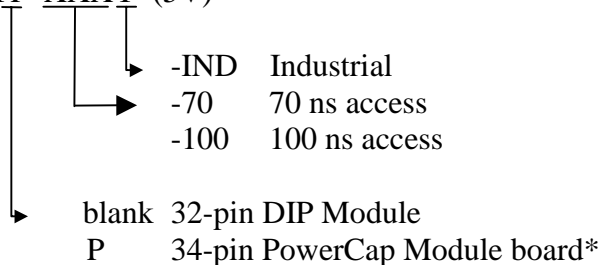 -IND Industrial
-70 70 ns access
-100 100 ns access
blank 32-pin DIP Module
P 34-pin PowerCap Module board*